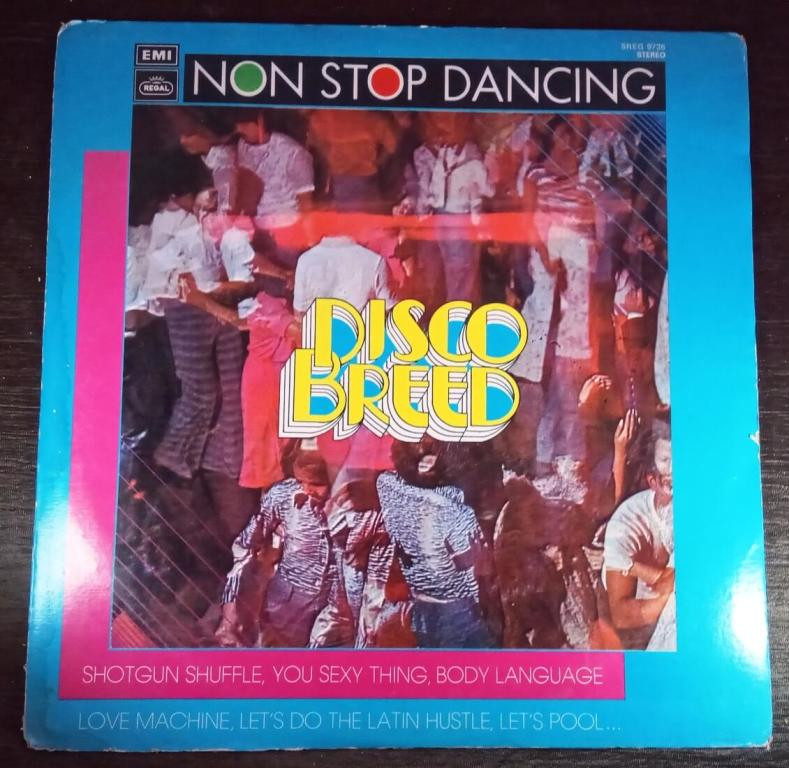 EMI
REGAL
SREG 9736
STEREO
NON STOP DANCING
DISCO
BREED
SHOTGUN SHUFFLE, YOU SEXY THING, BODY LANGUAGE
LOVE MACHINE, LET'S DO THE LATIN HUSTLE, LET'S POOL...